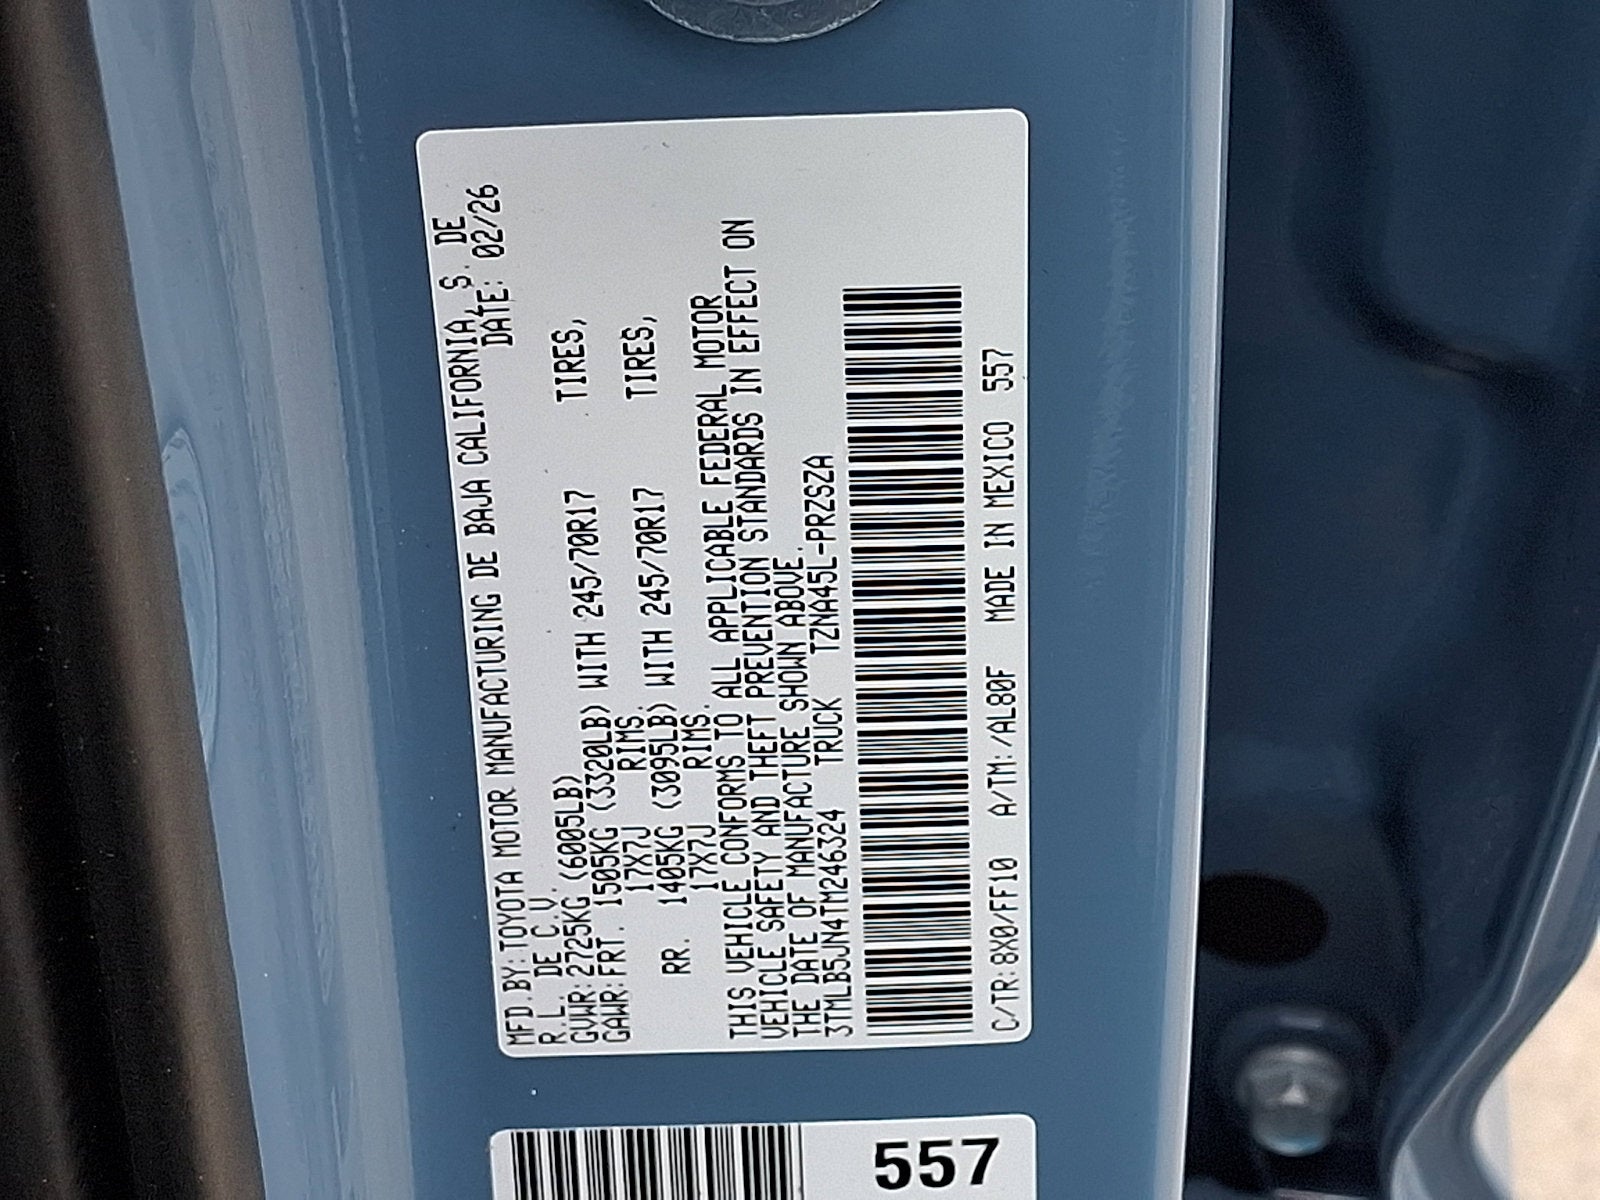 MFD.BY:TOYOTA MOTOR MANUFACTURING DE BAJA CALIFORNIA, S. DE
R.L. DE C.V. DATE: 02/26
GVWR:2725KG (6005LB)
GAWR:FRT. 1505KG (3320LB) WITH 245/70R17 TIRES,
17X7J RIMS.
RR. 1405KG (3095LB) WITH 245/70R17 TIRES,
17X7J RIMS.
THIS VEHICLE CONFORMS TO ALL APPLICABLE FEDERAL MOTOR
VEHICLE SAFETY AND THEFT PREVENTION STANDARDS IN EFFECT ON
THE DATE OF MANUFACTURE SHOWN ABOVE.
3TMLB5JN4TM246324 TRUCK TZNA45L-PRZSZA
C/TR:8X0/FF10 A/TM:/AL80F MADE IN MEXICO 557
557